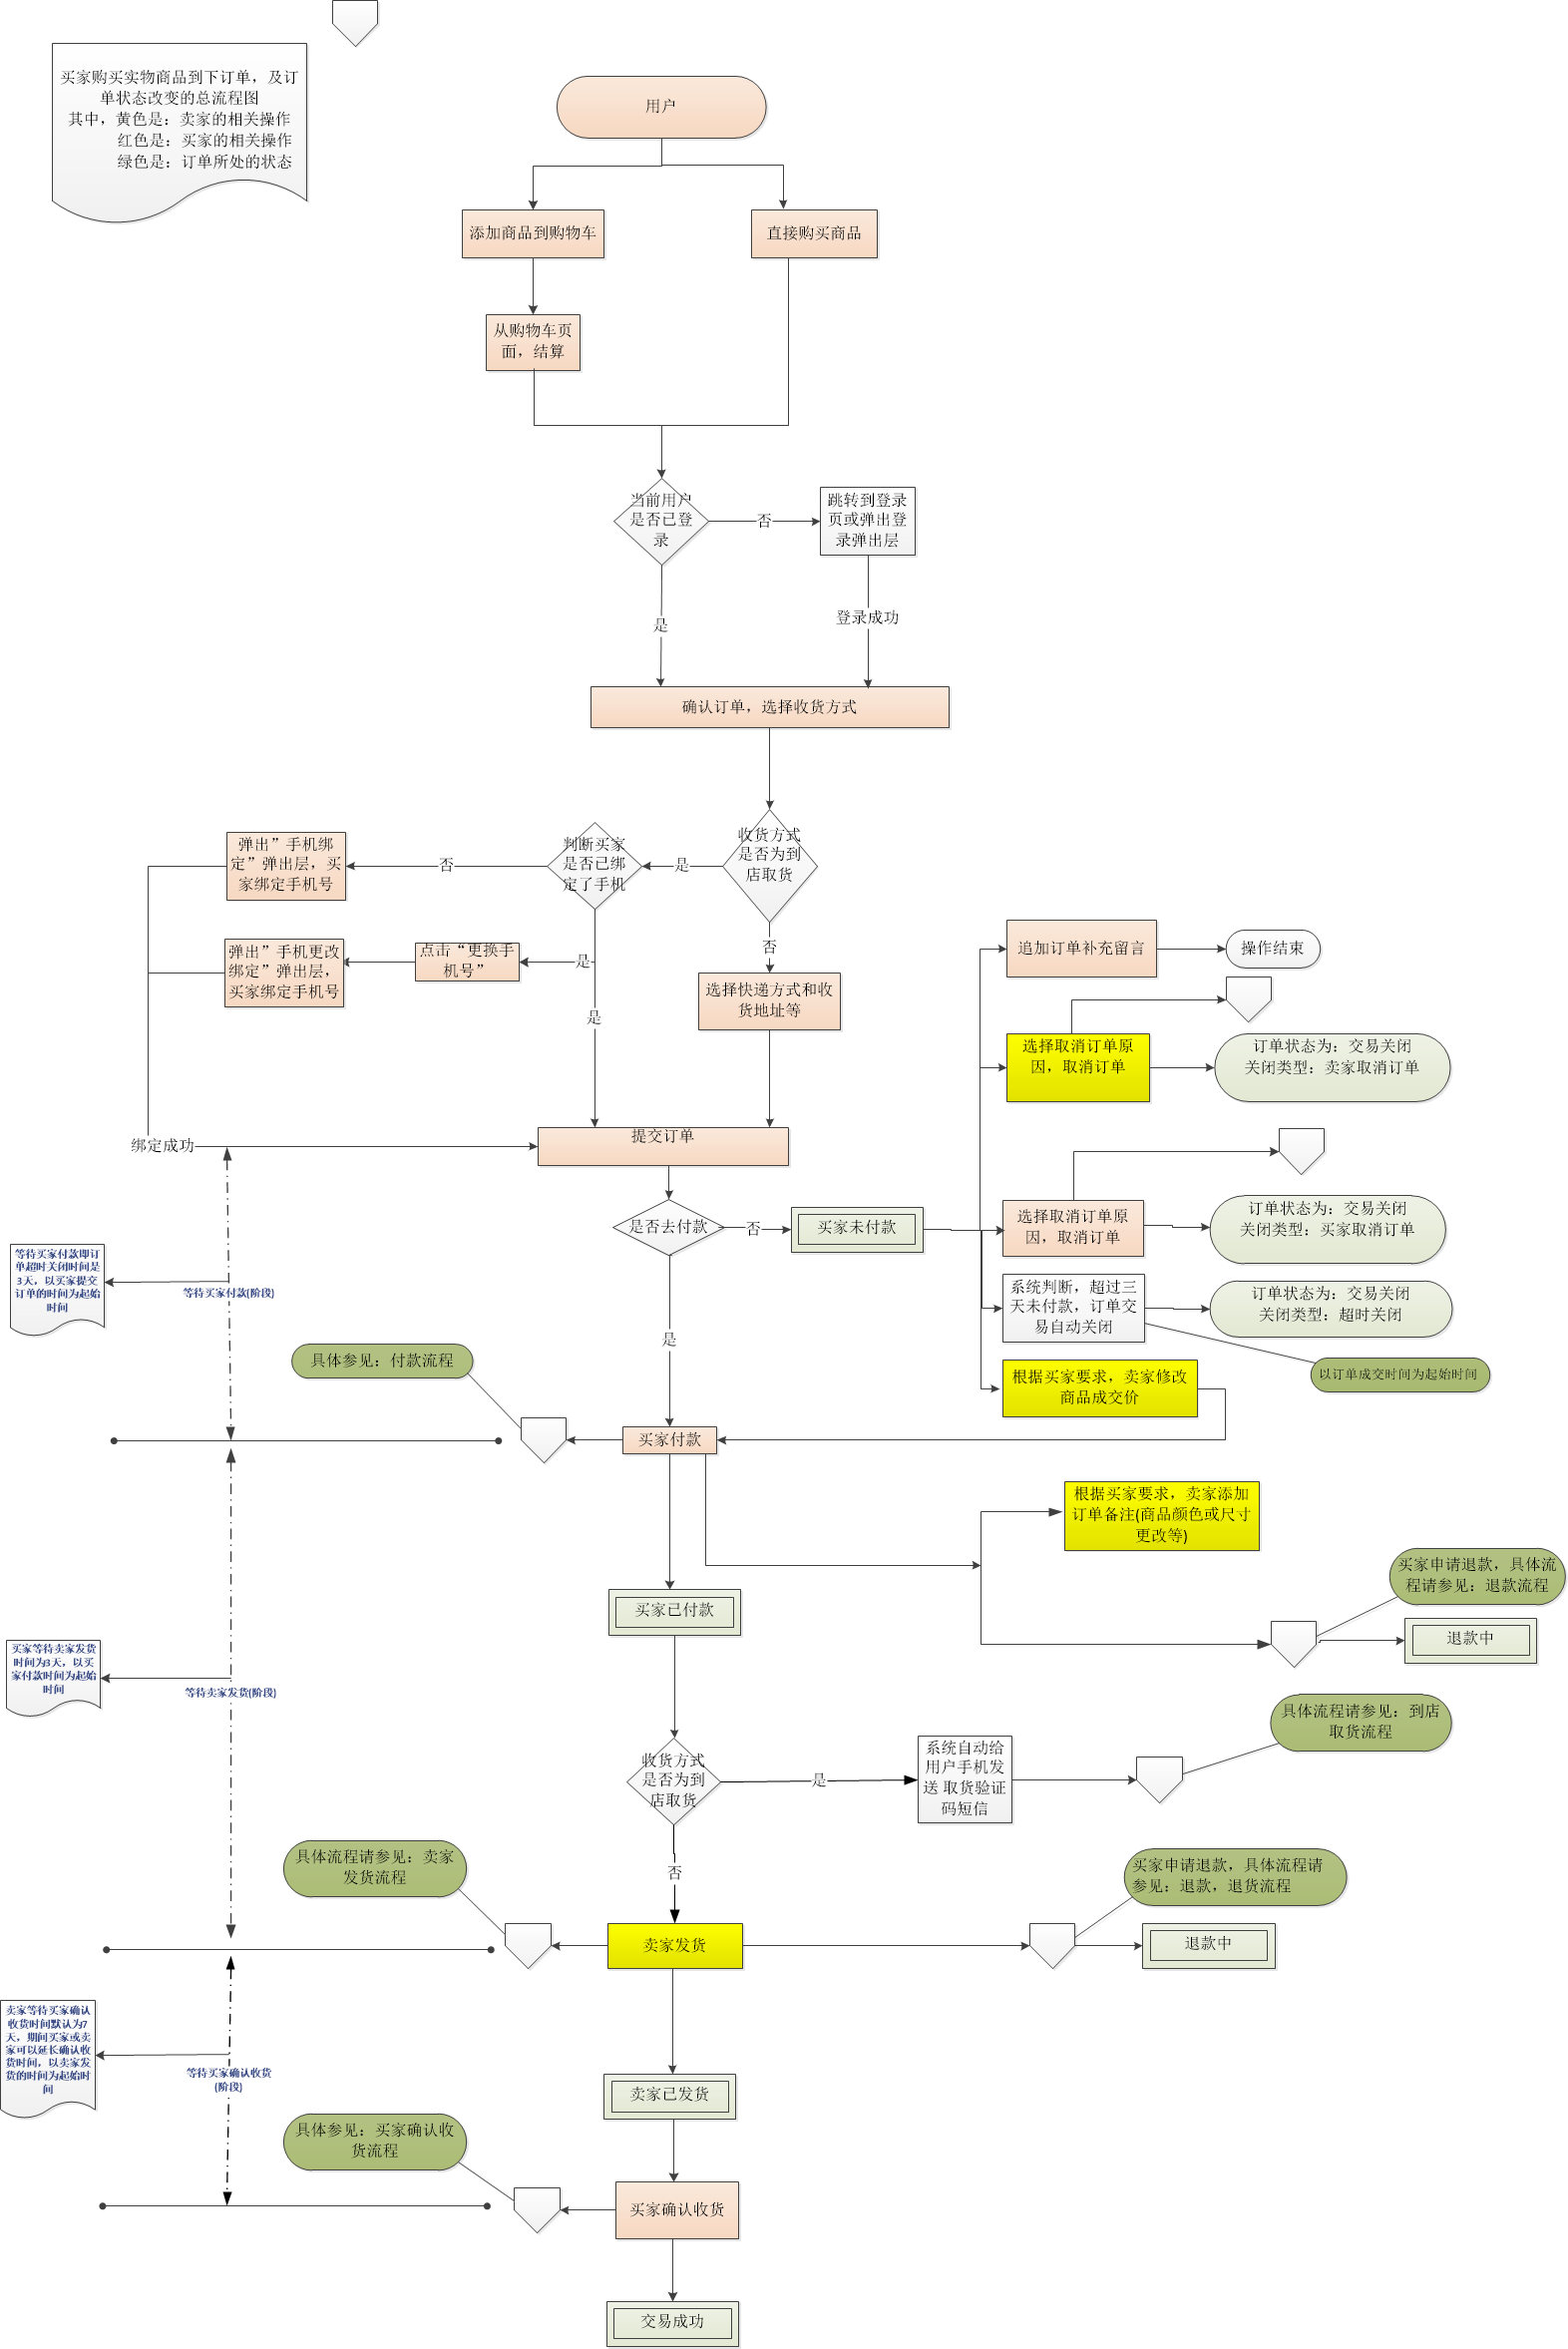 买家购买实物商品到下订单，及订
单状态改变的总流程图
其中，黄色是：卖家的相关操作
红色是：买家的相关操作
绿色是：订单所处的状态
用户
添加商品到购物车
直接购买商品
从购物车页
面，结算
当前用户
是否已登
录
否
跳转到登录
页或弹出登
录弹出层
是
登录成功
确认订单，选择收货方式
收货方式
是否为到
店取货
是
判断买家
是否已绑
定了手机
否
弹出”手机绑
定”弹出层，买
家绑定手机号
是
点击“更换手
机号”
弹出”手机更改
绑定”弹出层，
买家绑定手机号
是
否
选择快递方式和收
货地址等
绑定成功
提交订单
是否去付款
否
买家未付款
追加订单补充留言
操作结束
选择取消订单原
因，取消订单
订单状态为：交易关闭
关闭类型：卖家取消订单
选择取消订单原
因，取消订单
订单状态为：交易关闭
关闭类型：买家取消订单
系统判断，超过三
天未付款，订单交
易自动关闭
订单状态为：交易关闭
关闭类型：超时关闭
以订单成交时间为起始时间
根据买家要求，卖家修改
商品成交价
等待买家付款即订
单超时关闭时间是
3天，以买家提交
订单的时间为起始
时间
等待买家付款(阶段)
是
具体参见：付款流程
买家付款
根据买家要求，卖家添加
订单备注(商品颜色或尺寸
更改等)
买家申请退款，具体流
程请参见：退款流程
退款中
买家已付款
买家等待卖家发货
时间为3天，以买
家付款时间为起始
时间
等待卖家发货(阶段)
收货方式
是否为到
店取货
是
系统自动给
用户手机发
送 取货验证
码短信
具体流程请参见：到店
取货流程
否
具体流程请参见：卖家
发货流程
卖家发货
买家申请退款，具体流程请
参见：退款，退货流程
退款中
卖家等待买家确认
收货时间默认为7
天，期间买家或卖
家可以延长确认收
货时间，以卖家发
货的时间为起始时
间
等待买家确认收货
(阶段)
卖家已发货
具体参见：买家确认收
货流程
买家确认收货
交易成功